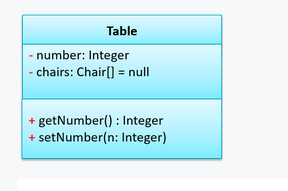 Table
- number: Integer
- chairs: Chair[] = null
+ getNumber() : Integer
+ setNumber(n: Integer)